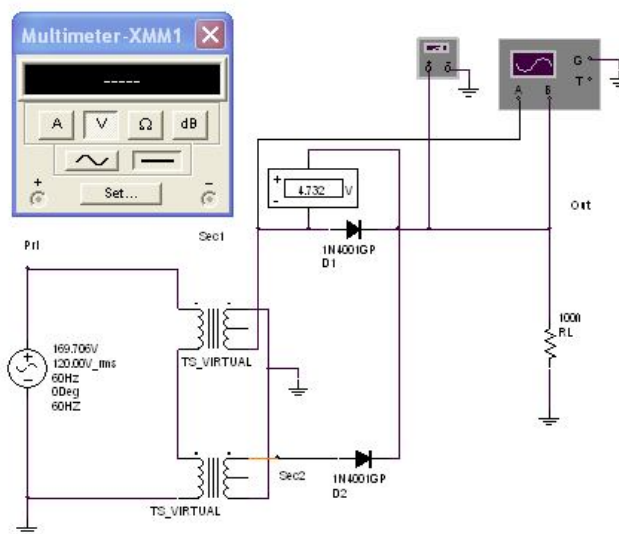 Multimeter-XMM1
-----
A V Ω dB
+ Set... -
G
T
A B
+
-
4.732 V
Out
1N4001GP
D1
Sec1
Pri
100Ω
RL
169.706V
120.00V_rms
60Hz
0Deg
60HZ
TS_VIRTUAL
Sec2
1N4001GP
D2
TS_VIRTUAL